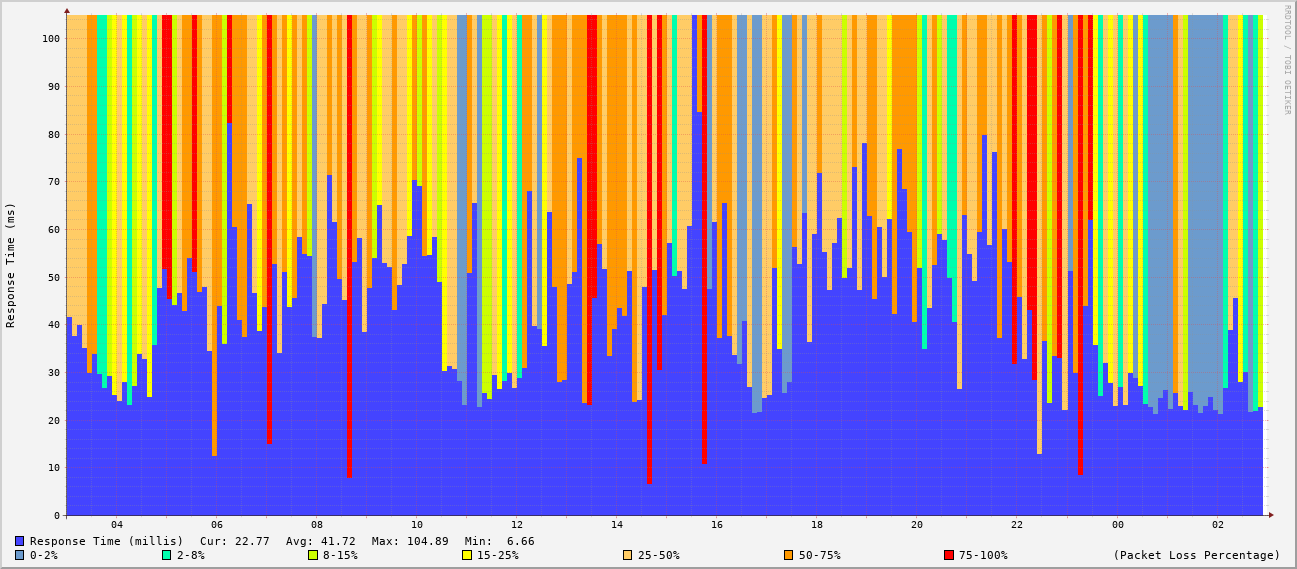 RRDTOOL / TOBI OETIKER
Response Time (ms)
100
90
80
70
60
50
40
30
20
10
0
04 06 08 10 12 14 16 18 20 22 00 02
Response Time (millis) Cur: 22.77 Avg: 41.72 Max: 104.89 Min: 6.66
0-2% 2-8% 8-15% 15-25% 25-50% 50-75% 75-100% (Packet Loss Percentage)